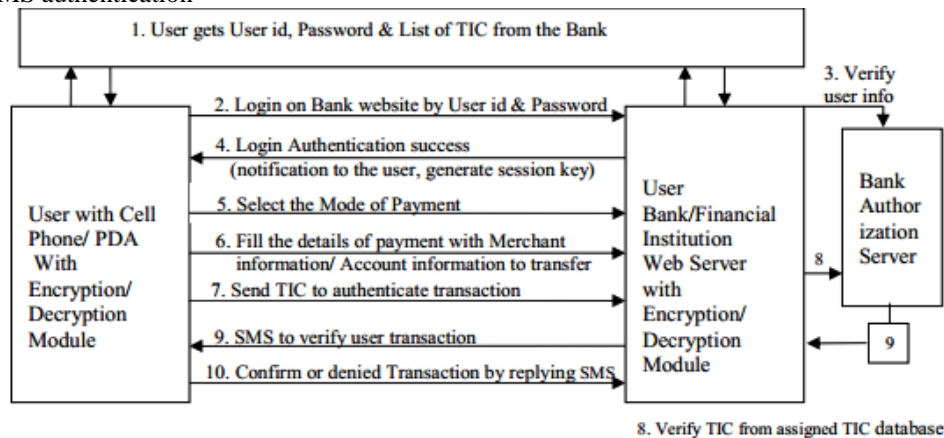 SMS authentication
1. User gets User id, Password & List of TIC from the Bank
3. Verify
user info
2. Login on Bank website by User id & Password
4. Login Authentication success
(notification to the user, generate session key)
5. Select the Mode of Payment
6. Fill the details of payment with Merchant
information/ Account information to transfer
7. Send TIC to authenticate transaction
9. SMS to verify user transaction
10. Confirm or denied Transaction by replying SMS
User with Cell
Phone/ PDA
With
Encryption/
Decryption
Module
User
Bank/Financial
Institution
Web Server
with
Encryption/
Decryption
Module
Bank
Author
ization
Server
8
9
8. Verify TIC from assigned TIC database